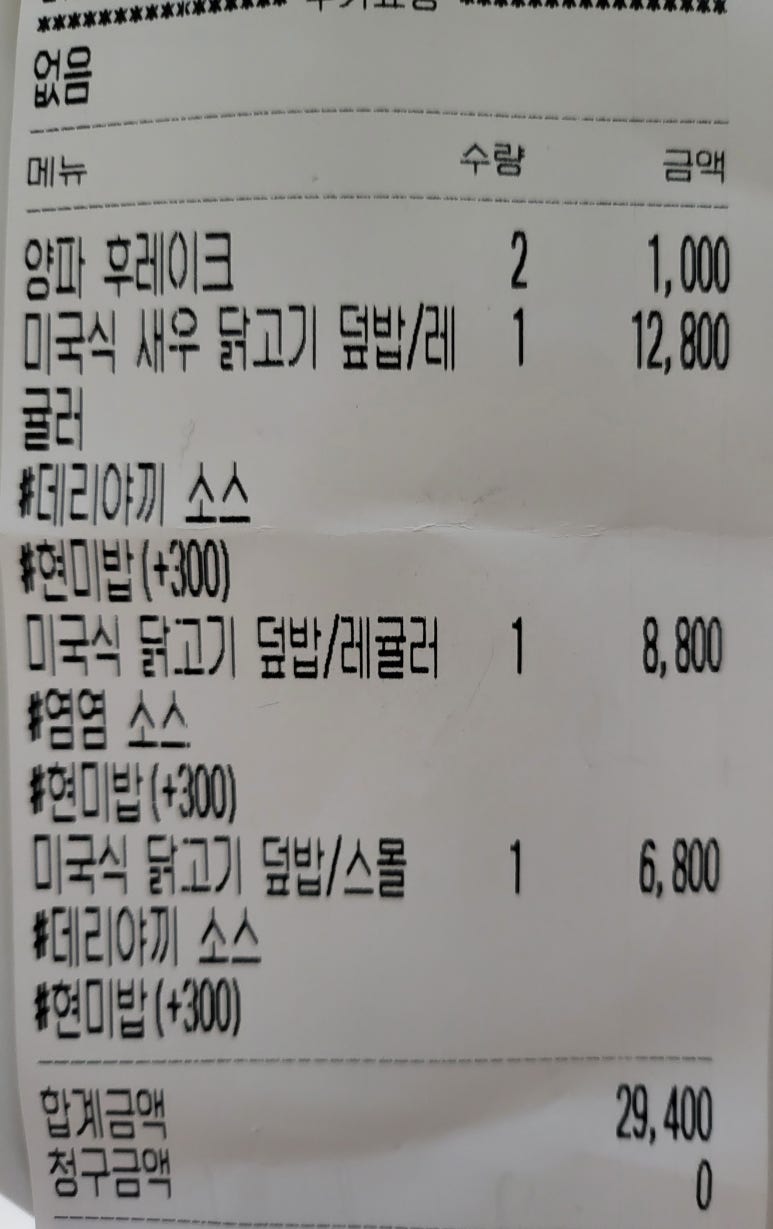 없음
메뉴 수량 금액
양파 후레이크 2 1,000
미국식 새우 닭고기 덮밥/레 1 12,800
귤러
#데리야끼 소스
#현미밥(+300)
미국식 닭고기 덮밥/레귤러 1 8,800
#염염 소스
#현미밥(+300)
미국식 닭고기 덮밥/스몰 1 6,800
#데리야끼 소스
#현미밥(+300)
합계금액 29,400
청구금액 0